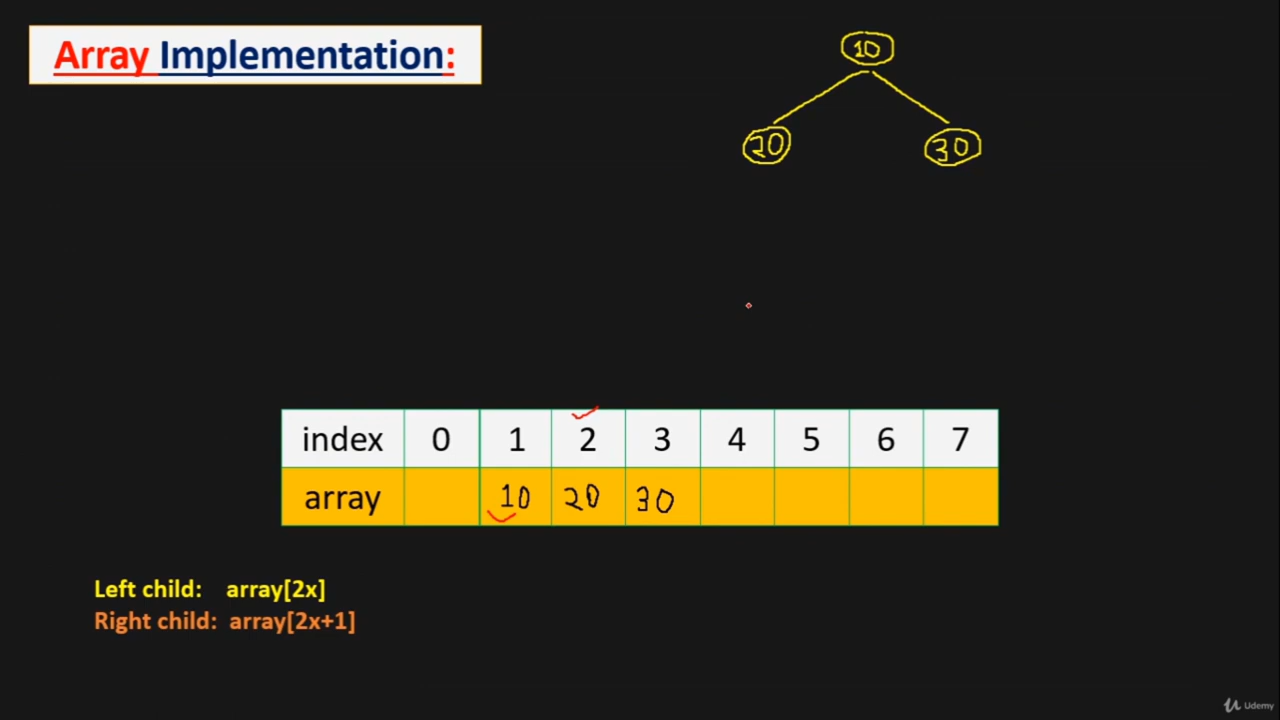 Array Implementation:
10
20 30
index 0 1 2 3 4 5 6 7
array 10 20 30
Left child: array[2x]
Right child: array[2x+1]
Udemy